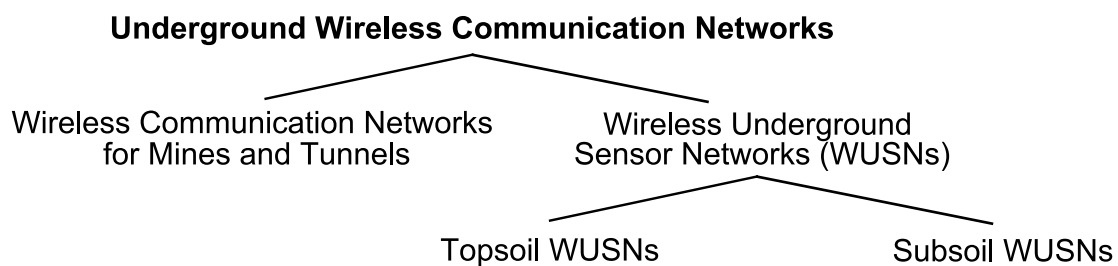 Underground Wireless Communication Networks
Wireless Communication Networks
for Mines and Tunnels
Wireless Underground
Sensor Networks (WUSNs)
Topsoil WUSNs
Subsoil WUSNs